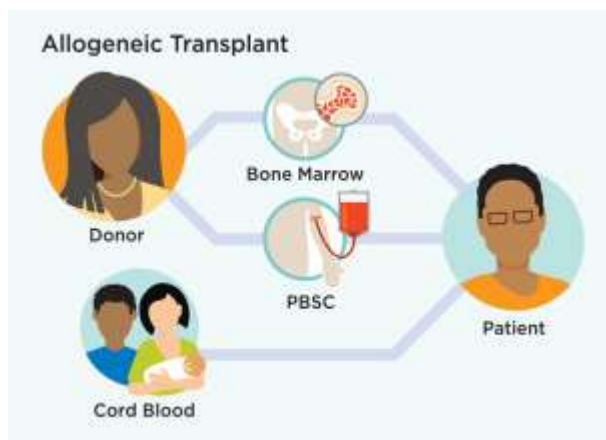 Allogeneic Transplant
Bone Marrow
Donor
PBSC
Patient
Cord Blood